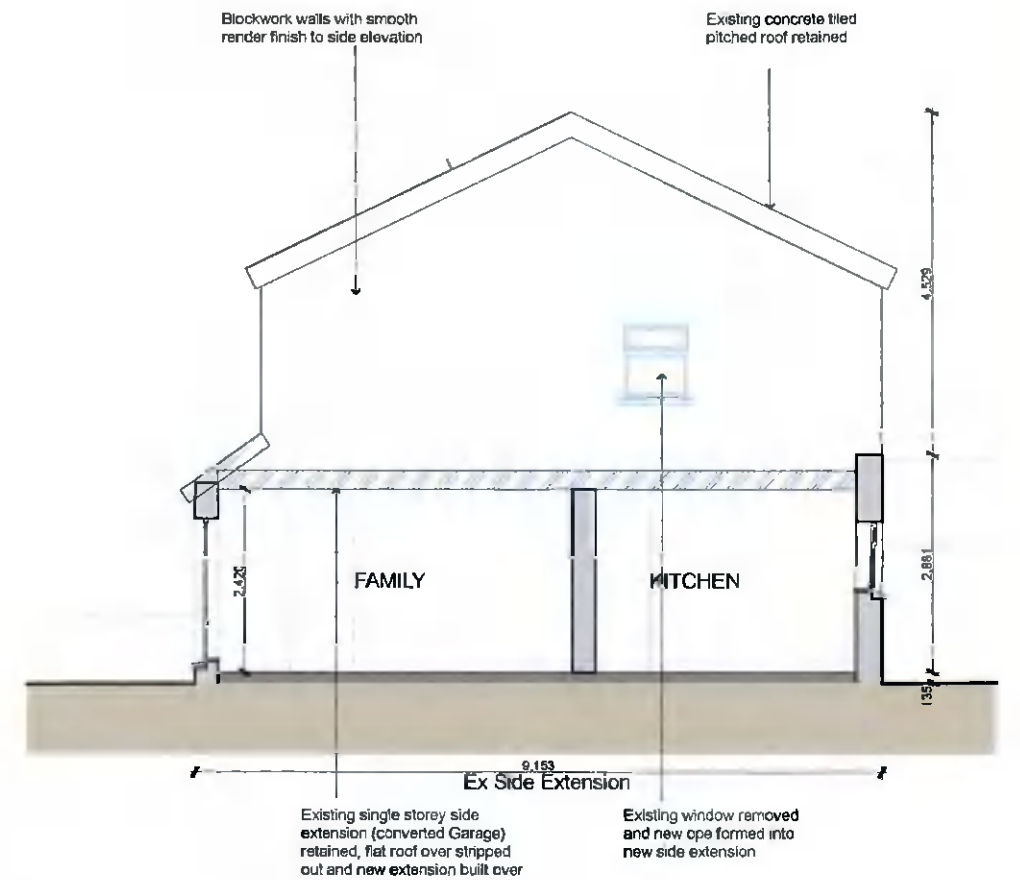 Blockwork walls with smooth
render finish to side elevation
Existing concrete tiled
pitched roof retained
4,529
2,420
FAMILY
KITCHEN
2,881
135
9,153
Ex Side Extension
Existing single storey side
extension (converted Garage)
retained, flat roof over stripped
out and new extension built over
Existing window removed
and new ope formed into
new side extension